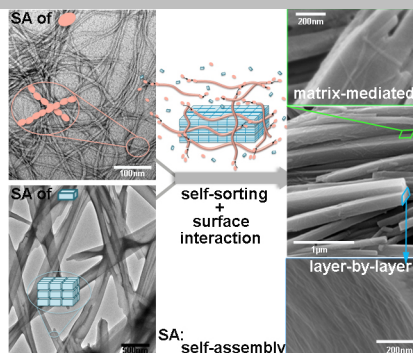 SA of
100nm
SA of
500nm
self-sorting
+
surface
interaction
SA:
self-assembly
200nm
matrix-mediated
1µm
layer-by-layer
200nm